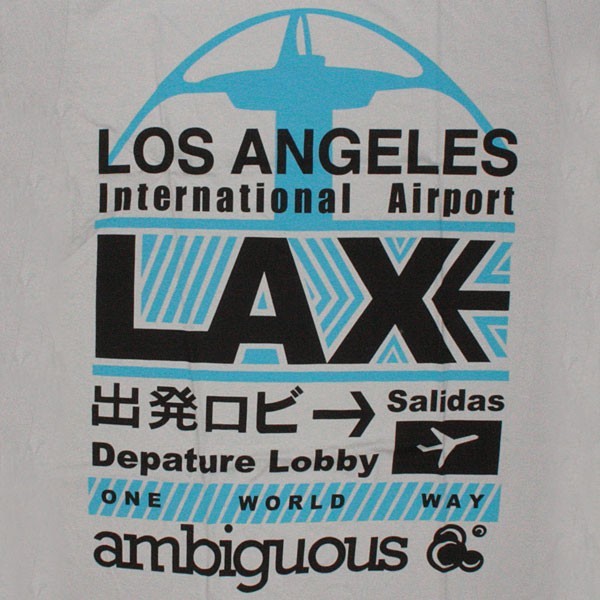 LOS ANGELES
International Airport
LAX
出発ロビ→
Salidas
Depature Lobby
ONE WORLD WAY
ambiguous